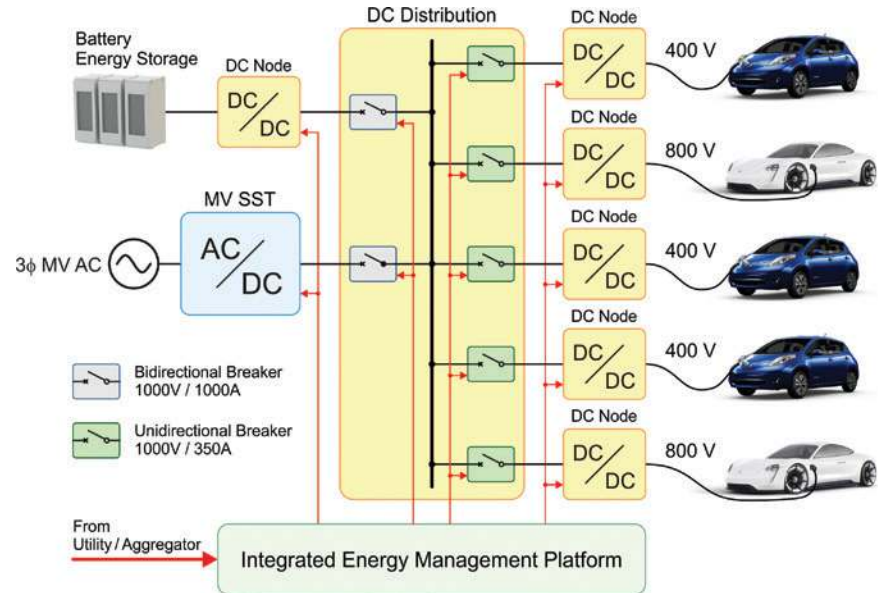 DC Distribution
Battery
Energy Storage
DC Node
DC/DC
DC Node
DC/DC
400 V
DC Node
DC/DC
800 V
MV SST
AC/DC
3ϕ MV AC
DC Node
DC/DC
400 V
DC Node
DC/DC
400 V
DC Node
DC/DC
800 V
Bidirectional Breaker
1000V / 1000A
Unidirectional Breaker
1000V / 350A
From
Utility/Aggregator
Integrated Energy Management Platform